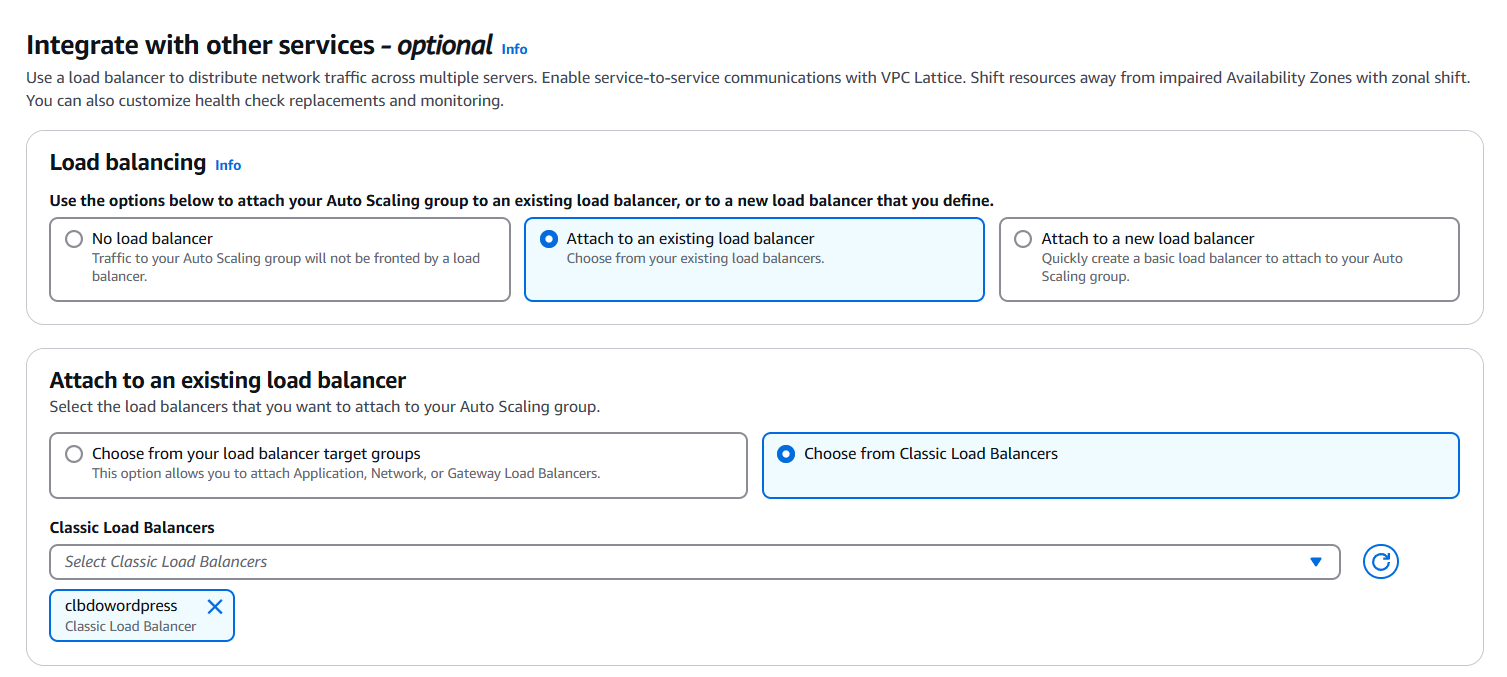 Integrate with other services - optional Info
Use a load balancer to distribute network traffic across multiple servers. Enable service-to-service communications with VPC Lattice. Shift resources away from impaired Availability Zones with zonal shift.
You can also customize health check replacements and monitoring.
Load balancing Info
Use the options below to attach your Auto Scaling group to an existing load balancer, or to a new load balancer that you define.
No load balancer
Traffic to your Auto Scaling group will not be fronted by a load
balancer.
Attach to an existing load balancer
Choose from your existing load balancers.
Attach to a new load balancer
Quickly create a basic load balancer to attach to your Auto
Scaling group.
Attach to an existing load balancer
Select the load balancers that you want to attach to your Auto Scaling group.
Choose from your load balancer target groups
This option allows you to attach Application, Network, or Gateway Load Balancers.
Choose from Classic Load Balancers
Classic Load Balancers
Select Classic Load Balancers
clbdowordpress
Classic Load Balancer